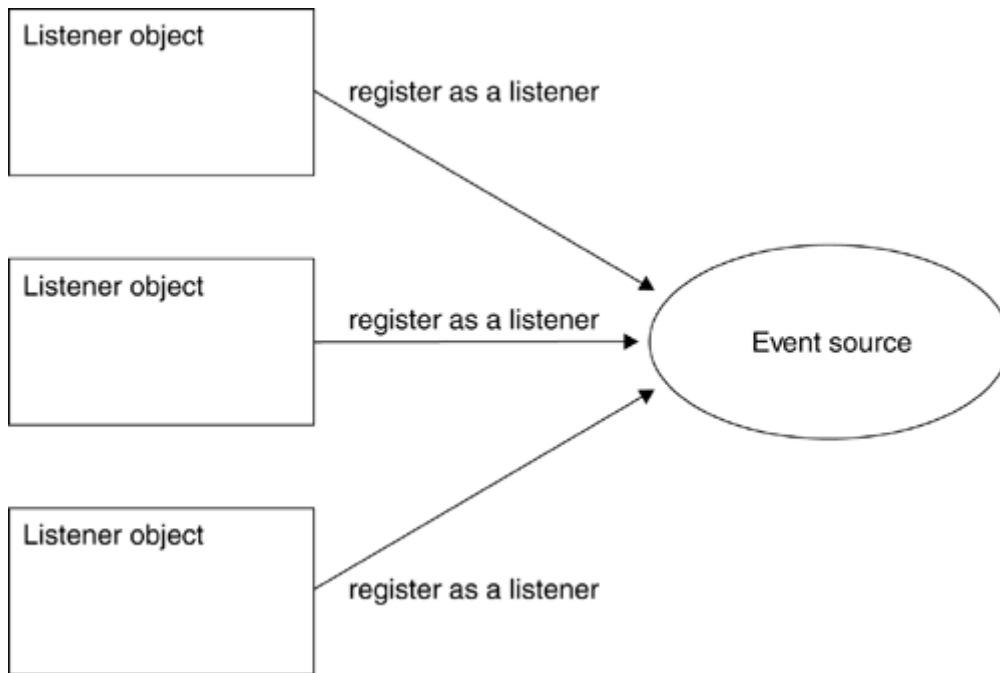 Listener object
register as a listener
Listener object
register as a listener
Event source
Listener object
register as a listener